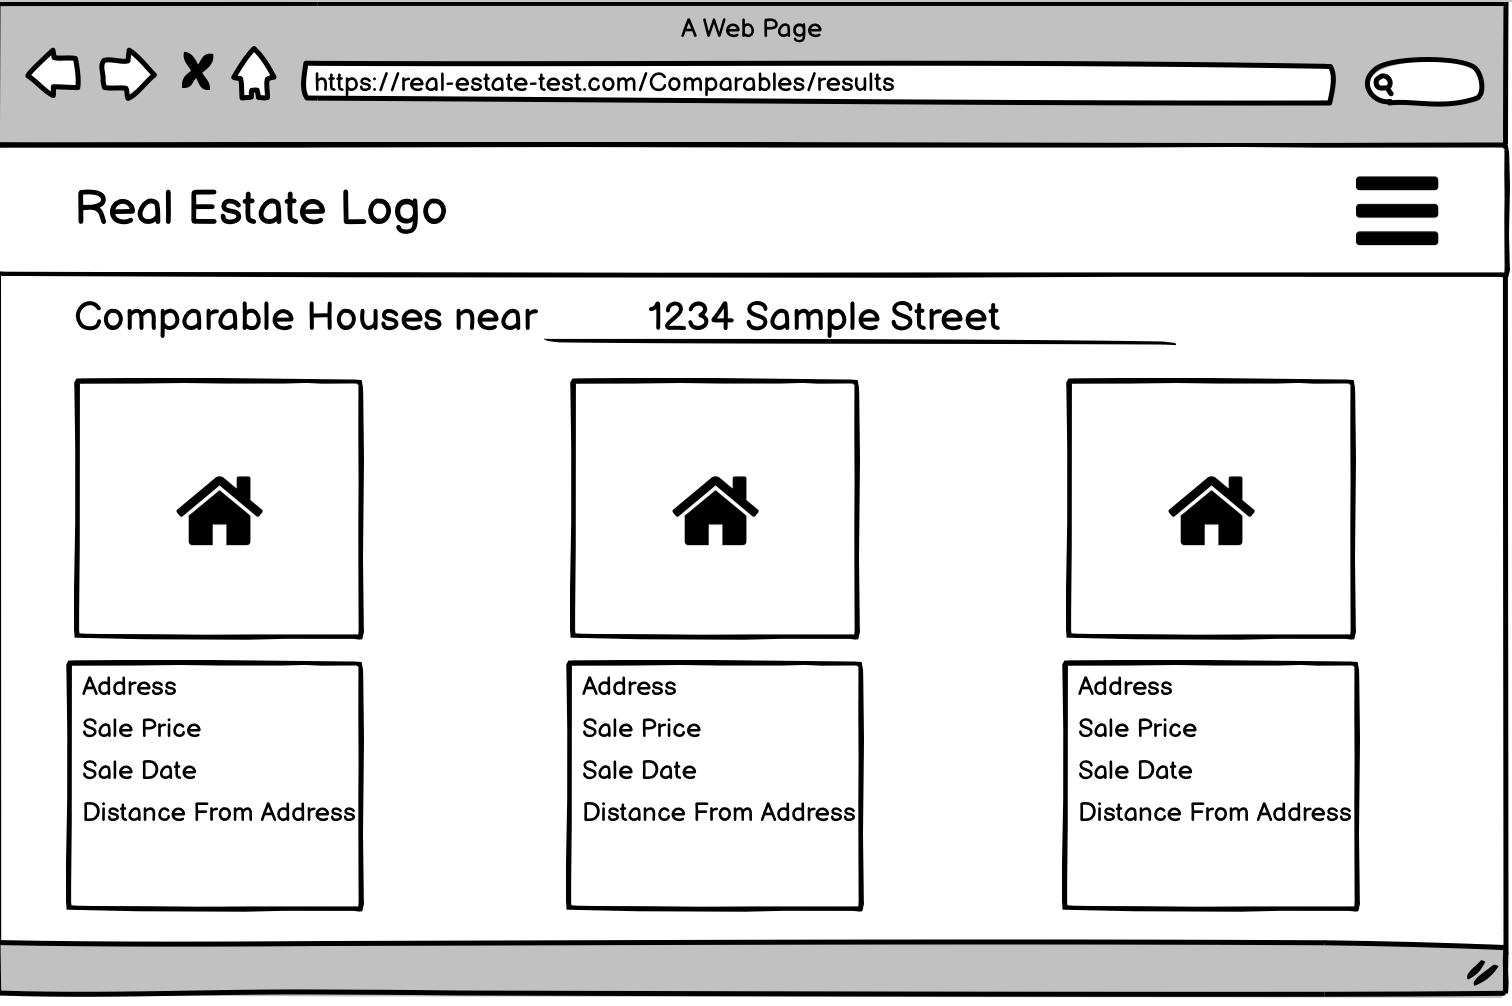 A Web Page
https://real-estate-test.com/Comparables/results
Real Estate Logo
Comparable Houses near 1234 Sample Street
Address
Sale Price
Sale Date
Distance From Address
Address
Sale Price
Sale Date
Distance From Address
Address
Sale Price
Sale Date
Distance From Address